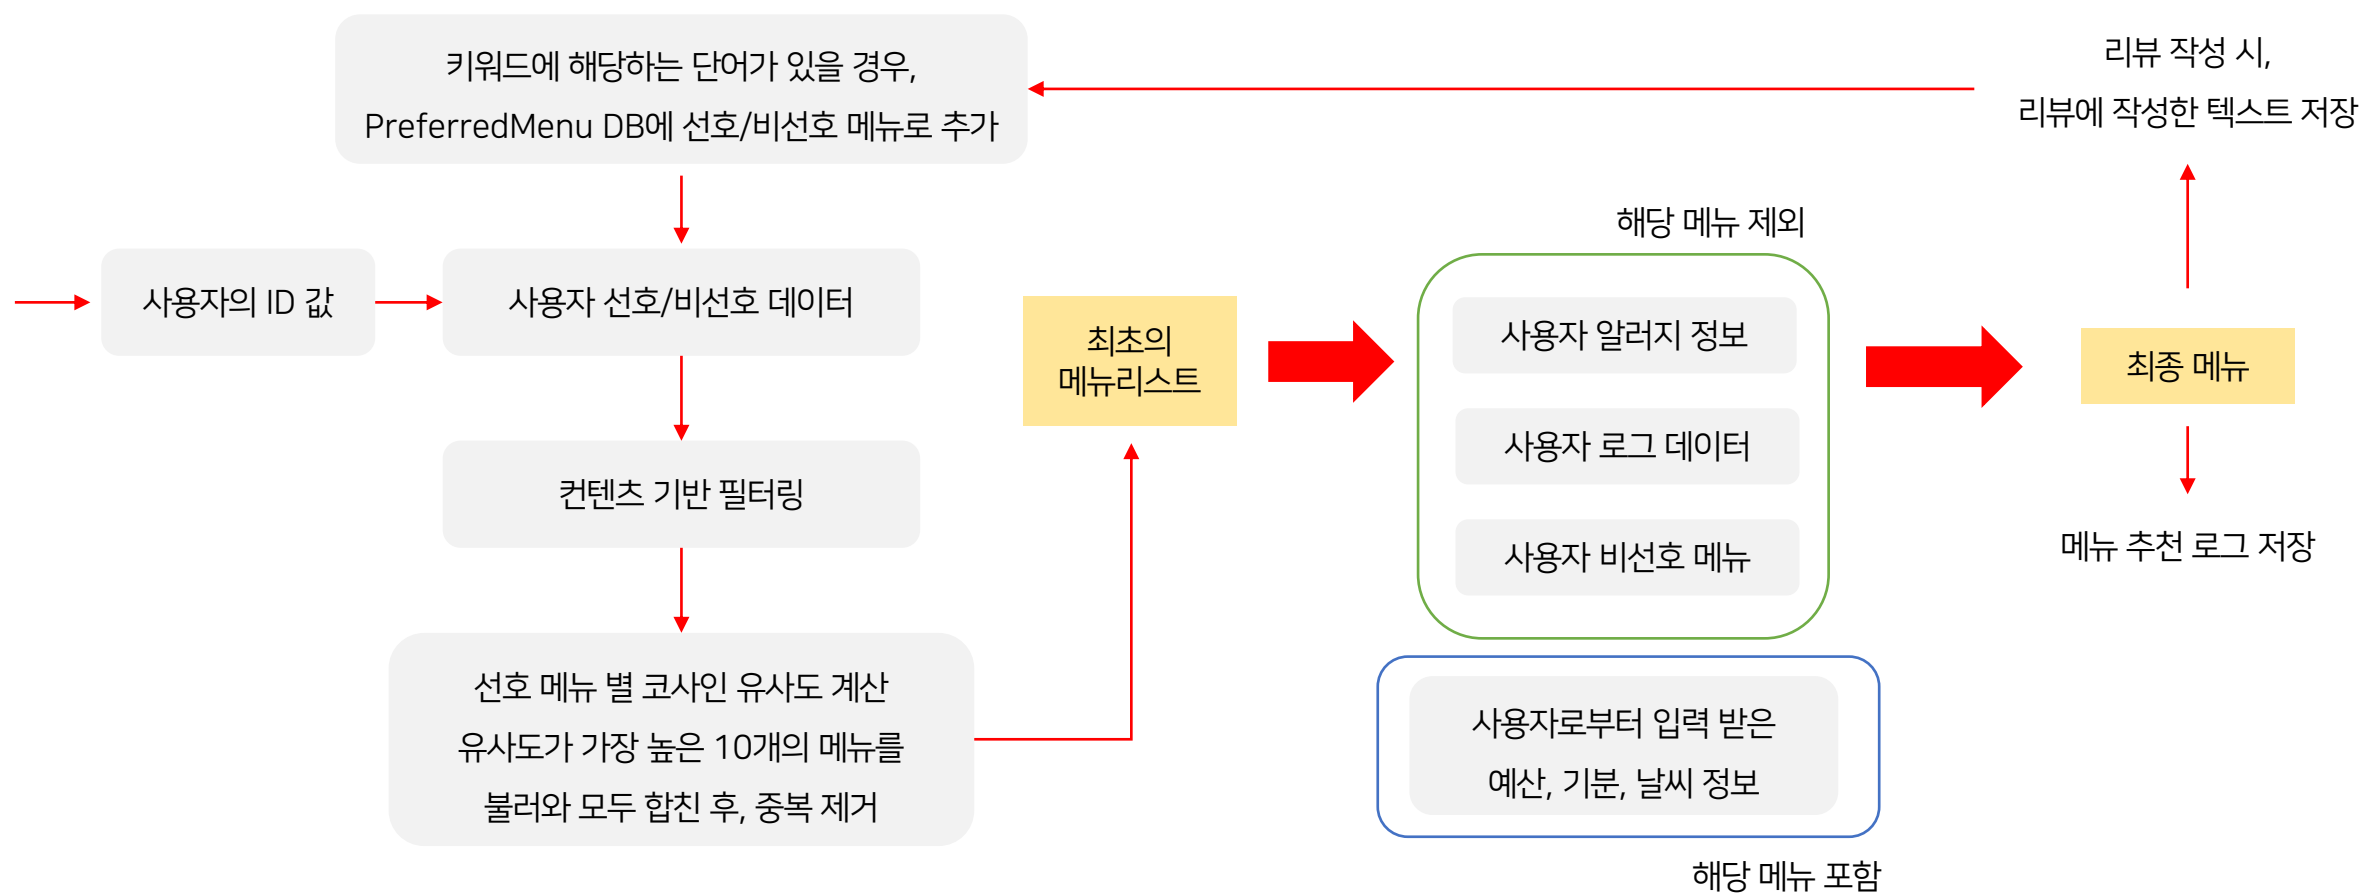 키워드에 해당하는 단어가 있을 경우,
PreferredMenu DB에 선호/비선호 메뉴로 추가
리뷰 작성 시,
리뷰에 작성한 텍스트 저장
사용자의 ID 값
사용자 선호/비선호 데이터
컨텐츠 기반 필터링
선호 메뉴 별 코사인 유사도 계산
유사도가 가장 높은 10개의 메뉴를
불러와 모두 합친 후, 중복 제거
최초의
메뉴리스트
해당 메뉴 제외
사용자 알러지 정보
사용자 로그 데이터
사용자 비선호 메뉴
사용자로부터 입력 받은
예산, 기분, 날씨 정보
해당 메뉴 포함
최종 메뉴
메뉴 추천 로그 저장